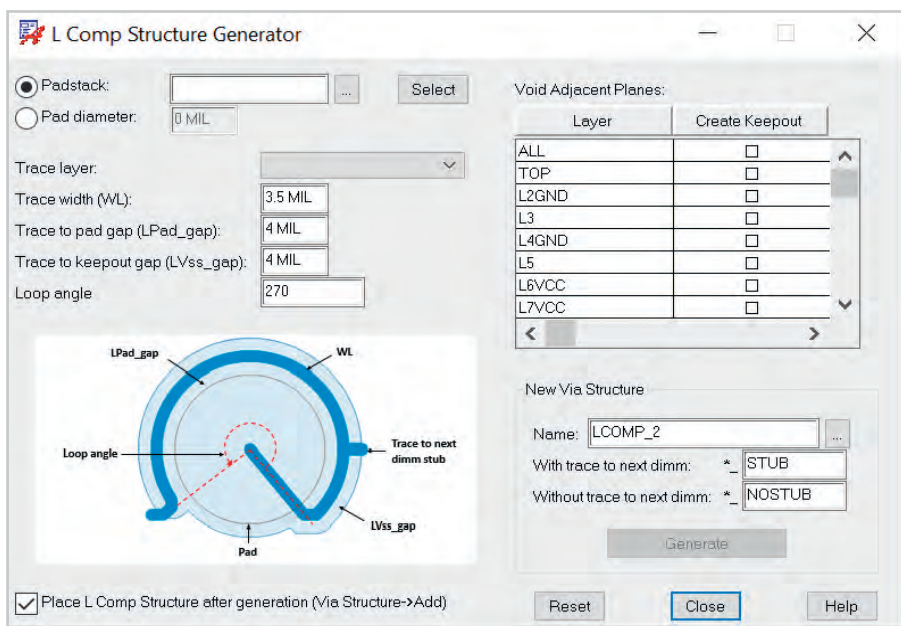 L Comp Structure Generator
Padstack:
...
Select
Pad diameter:
0 MIL
Trace layer:
Trace width (WL):
3.5 MIL
Trace to pad gap (LPad_gap):
4 MIL
Trace to keepout gap (LVss_gap):
4 MIL
Loop angle
270
LPad_gap
WL
Loop angle
Trace to next
dimm stub
LVss_gap
Pad
Place L Comp Structure after generation (Via Structure->Add)
Void Adjacent Planes:
Layer Create Keepout
ALL
TOP
L2GND
L3
L4GND
L5
L6VCC
L7VCC
New Via Structure
Name: LCOMP_2 ...
With trace to next dimm: *_ STUB
Without trace to next dimm: *_ NOSTUB
Generate
Reset Close Help